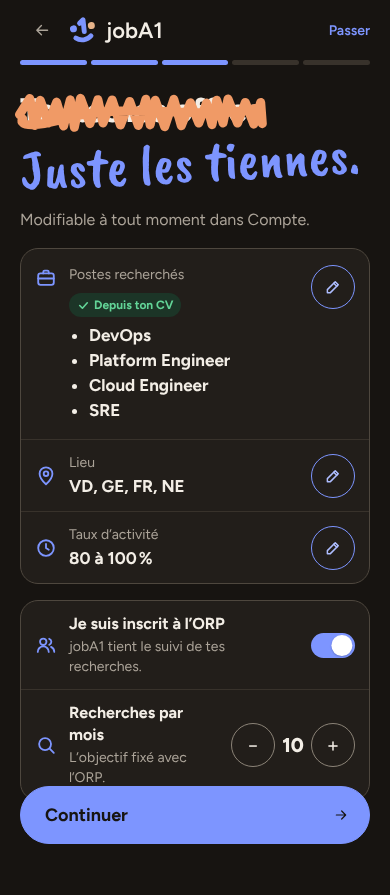 jobA1
Passer
Juste les tiennes.
Modifiable à tout moment dans Compte.
Postes recherchés
Depuis ton CV
• DevOps
• Platform Engineer
• Cloud Engineer
• SRE
Lieu
VD, GE, FR, NE
Taux d'activité
80 à 100 %
Je suis inscrit à l'ORP
jobA1 tient le suivi de tes
recherches.
Recherches par
mois
− 10 +
L'objectif fixé avec
l'ORP.
Continuer